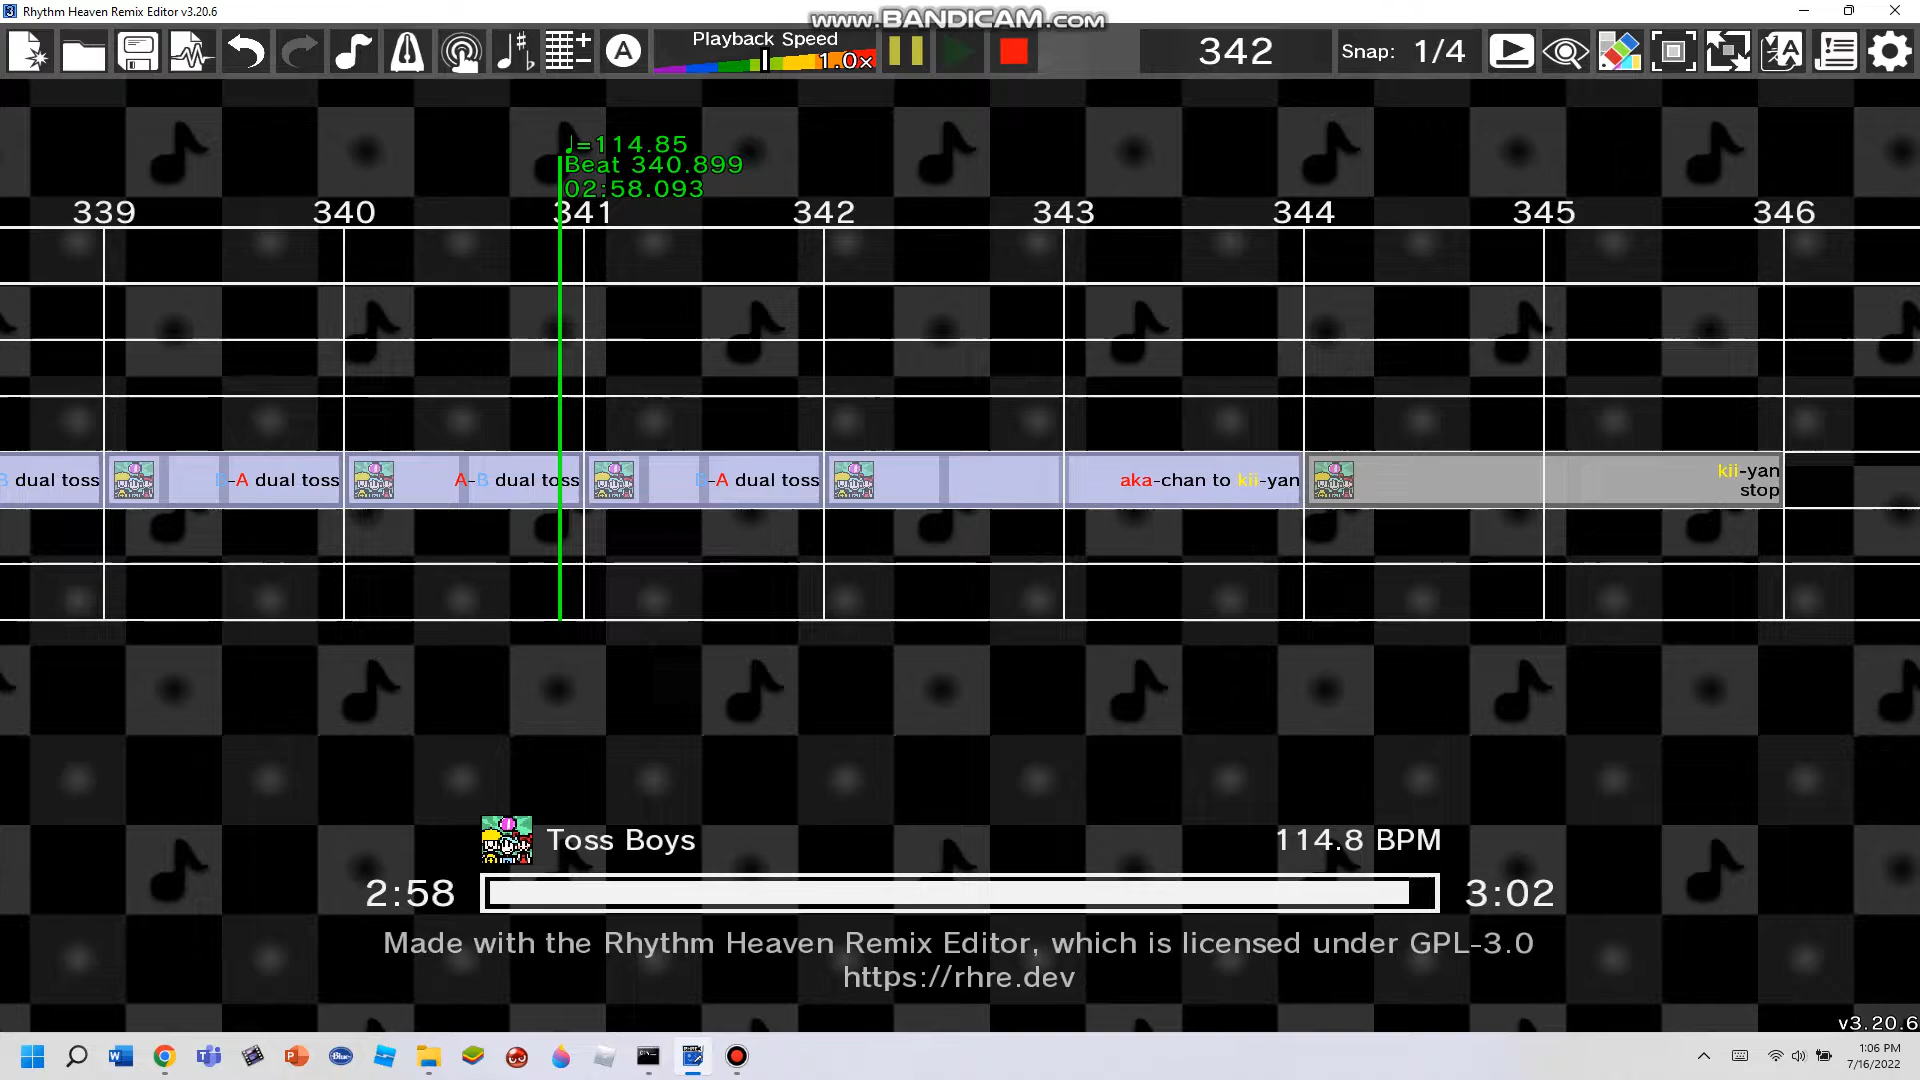 Rhythm Heaven Remix Editor v3.20.6
www.BANDICAM.com
A
Playback Speed
1.0x
342
Snap: 1/4
A
♩=114.85
Beat 340.899
02:58.093
339 340 341 342 343 344 345 346
B dual toss
B-A dual toss
A-B dual toss
B-A dual toss
aka-chan to kii-yan
kii-yan
stop
Toss Boys
114.8 BPM
2:58
3:02
Made with the Rhythm Heaven Remix Editor, which is licensed under GPL-3.0
https://rhre.dev
v3.20.6
Blue
1:06 PM
7/16/2022